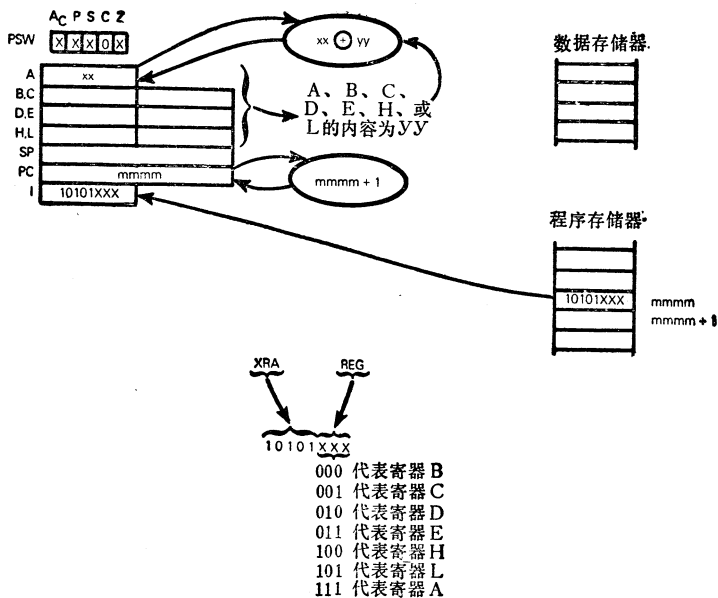 Ac P S C Z
PSW X X X 0 X
xx ⊕ yy
数据存储器
A xx
B,C
D,E
H,L
SP
PC mmmm
I 10101XXX
A、B、C、
D、E、H、或
L的内容为yy
mmmm + 1
程序存储器
10101XXX mmmm
mmmm + 1
XRA REG
10101XXX
000 代表寄器B
001 代表寄器C
010 代表寄器D
011 代表寄器E
100 代表寄器H
101 代表寄器L
111 代表寄器A